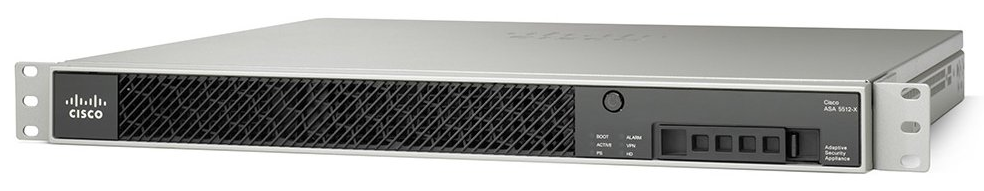 CISCO
Cisco
ASA 5512-X
BOOT ALARM
ACTIVE VPN
PS HD
Adaptive
Security
Appliance